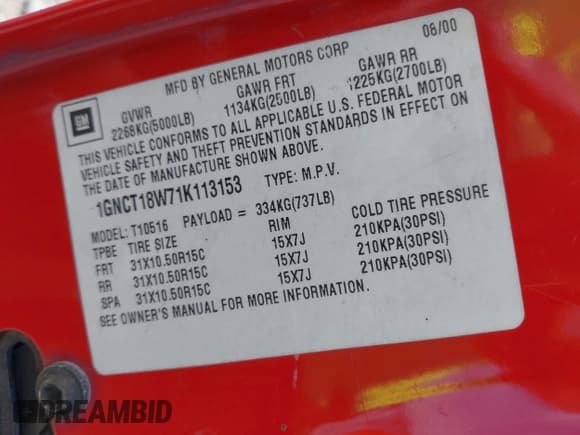 08/00
MFD BY GENERAL MOTORS CORP
GM
GVWR GAWR FRT GAWR RR
2268KG(5000LB) 1134KG(2500LB) 1225KG(2700LB)
THIS VEHICLE CONFORMS TO ALL APPLICABLE U.S. FEDERAL MOTOR
VEHICLE SAFETY AND THEFT PREVENTION STANDARDS IN EFFECT ON
THE DATE OF MANUFACTURE SHOWN ABOVE.
1GNCT18W71K113153 TYPE: M.P.V.
MODEL: T10516 PAYLOAD = 334KG(737LB)
TPBE TIRE SIZE RIM COLD TIRE PRESSURE
FRT 31X10.50R15C 15X7J 210KPA(30PSI)
RR 31X10.50R15C 15X7J 210KPA(30PSI)
SPA 31X10.50R15C 15X7J 210KPA(30PSI)
SEE OWNER'S MANUAL FOR MORE INFORMATION.
DREAMBID